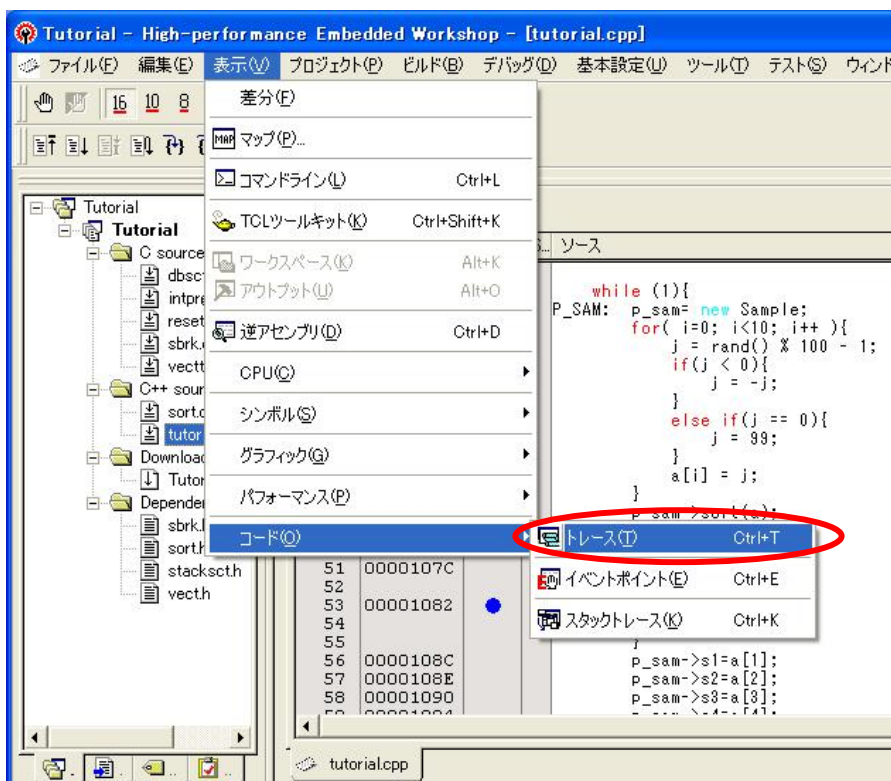 Tutorial - High-performance Embedded Workshop - [tutorial.cpp]
ファイル(F) 編集(E) 表示(V) プロジェクト(P) ビルド(B) デバッグ(D) 基本設定(U) ツール(T) テスト(S)
16 10 8
差分(F)
マップ(P)...
コマンドライン(L) Ctrl+L
TCLツールキット(K) Ctrl+Shift+K
ワークスペース(K) Alt+K
アウトプット(U) Alt+O
逆アセンブリ(D) Ctrl+D
CPU(C)
シンボル(S)
グラフィック(G)
パフォーマンス(P)
コード(O)
トレース(T) Ctrl+T
イベントポイント(E) Ctrl+E
スタックトレース(K) Ctrl+K
Tutorial
Tutorial
C source
dbsc
intpre
reset
sbrk.
vectt
C++ sour
sort.c
tutor
Downloac
Tutor
Depender
sbrk.
sort.h
stacksct.h
vect.h
S... ソース
while (1){
P_SAM: p_sam= new Sample;
for( i=0; i<10; i++ ){
j = rand() % 100 - 1;
if(j < 0){
j = -j;
}
else if(j == 0){
j = 99;
}
a[i] = j;
}
p_sam->sort(a);
51 0000107C
52
53 00001082
54
55 }
56 0000108C p_sam->s1=a[1];
57 0000108E p_sam->s2=a[2];
58 00001090 p_sam->s3=a[3];
59 00001094 p_sam->s4=a[4];
tutorial.cpp